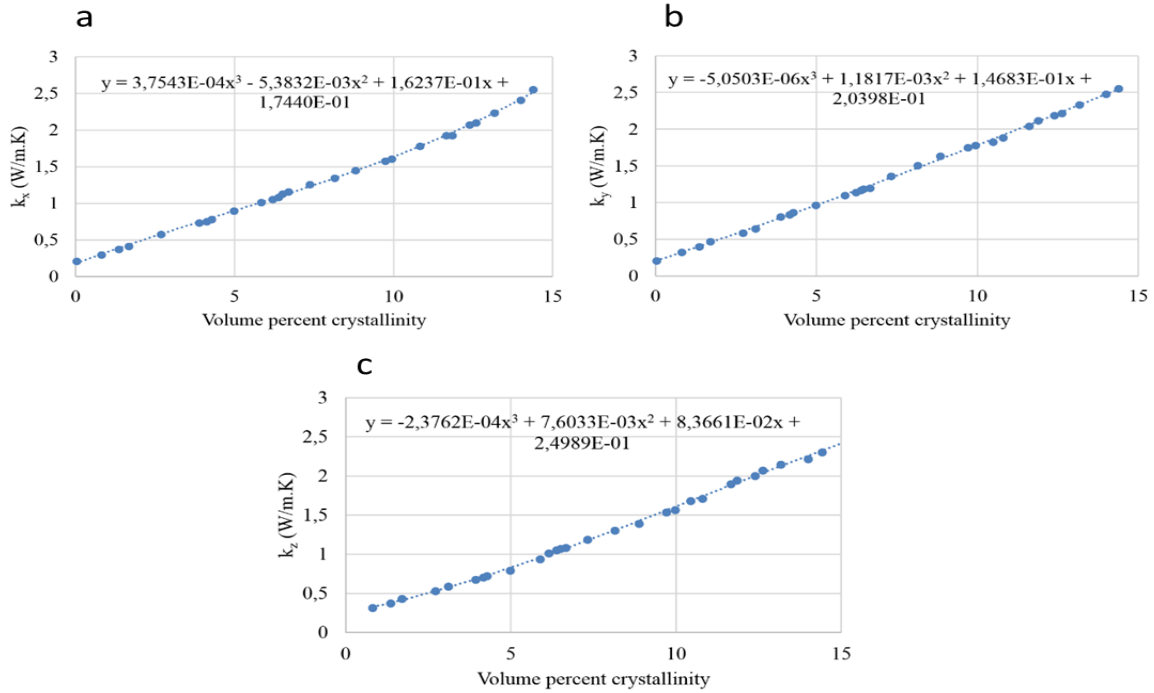 a
3
y = 3,7543E-04x³ - 5,3832E-03x² + 1,6237E-01x +
1,7440E-01
2,5
2
1,5
1
0,5
0
kx (W/m.K)
0 5 10 15
Volume percent crystallinity
b
3
y = -5,0503E-06x³ + 1,1817E-03x² + 1,4683E-01x +
2,0398E-01
2,5
2
1,5
1
0,5
0
ky (W/m.K)
0 5 10 15
Volume percent crystallinity
c
3
y = -2,3762E-04x³ + 7,6033E-03x² + 8,3661E-02x +
2,4989E-01
2,5
2
1,5
1
0,5
0
kz (W/m.K)
0 5 10 15
Volume percent crystallinity